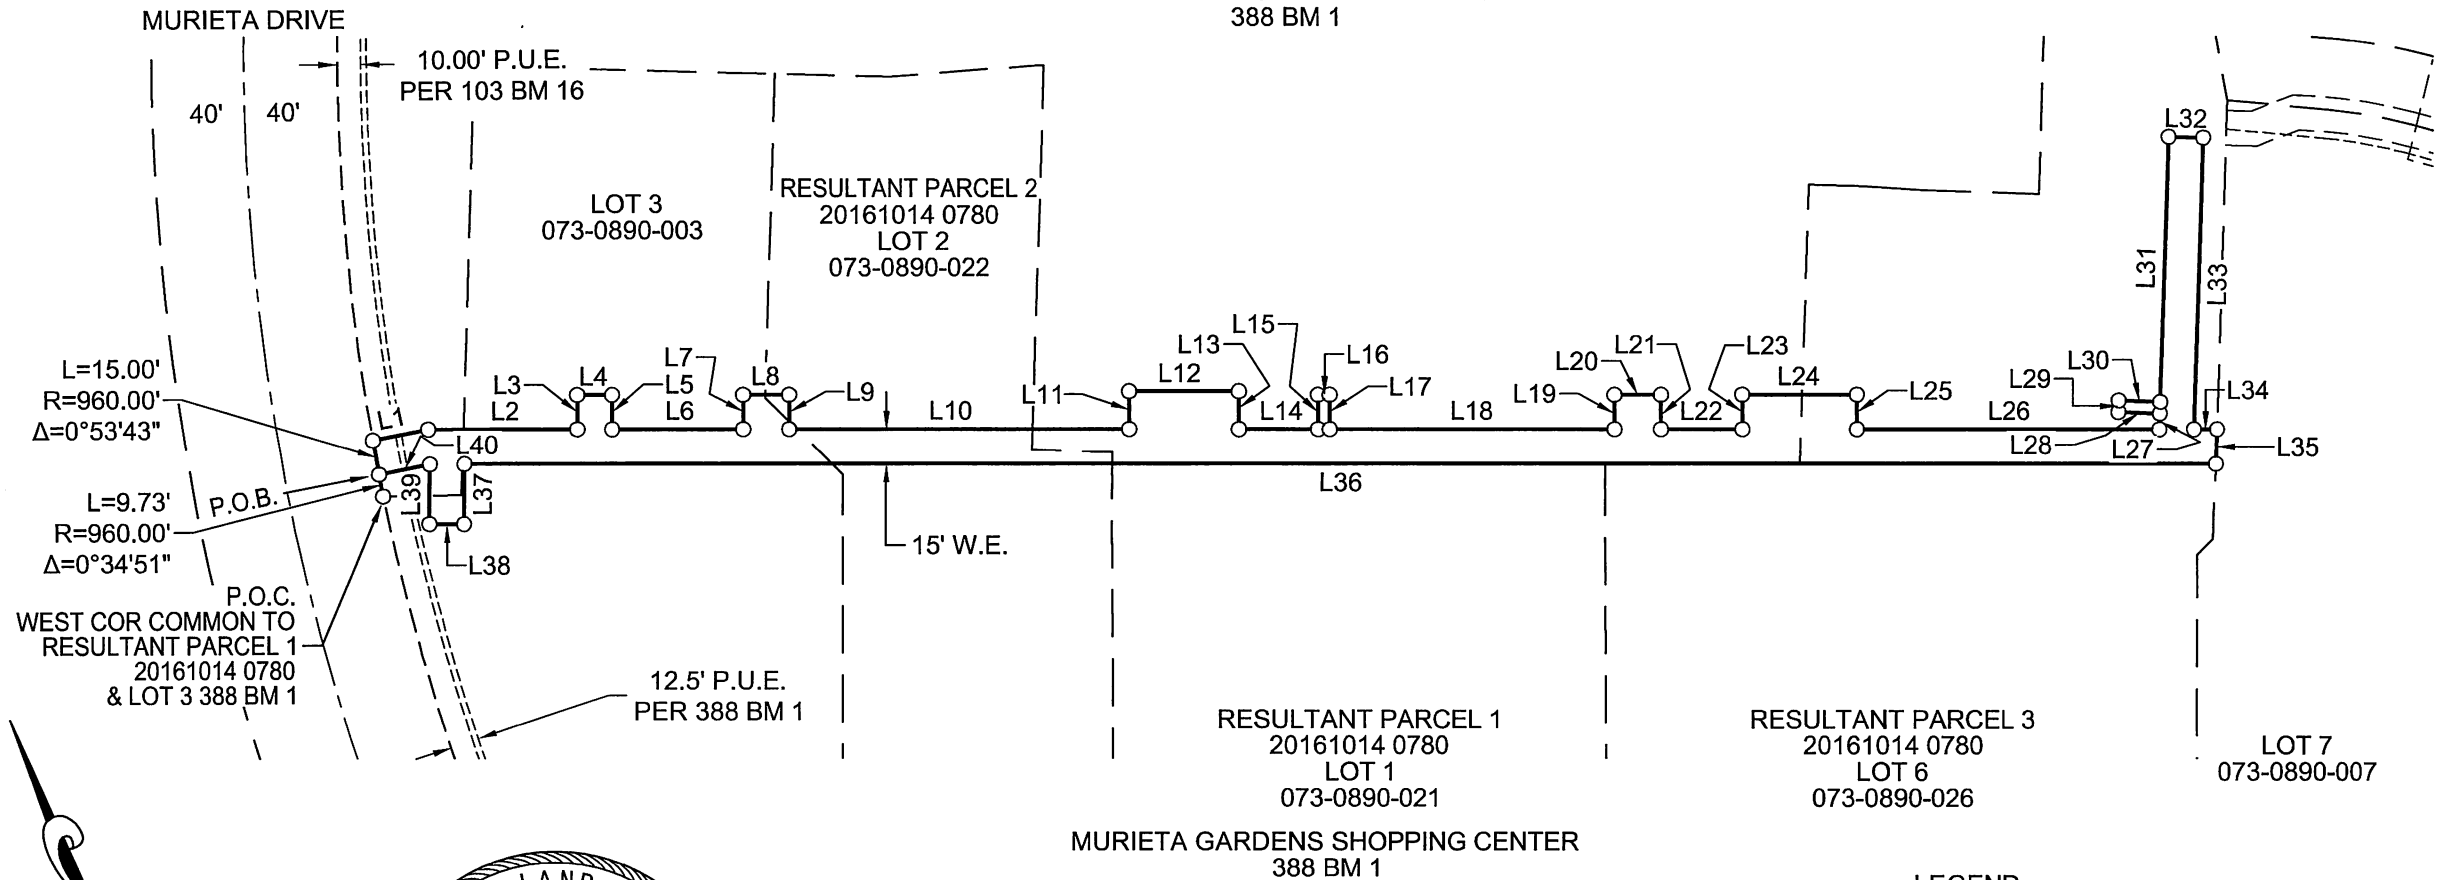 MURIETA DRIVE
388 BM 1
10.00' P.U.E.
PER 103 BM 16
40'
40'
L32
LOT 3
073-0890-003
RESULTANT PARCEL 2
20161014 0780
LOT 2
073-0890-022
L31
L33
L=15.00'
R=960.00'
Δ=0°53'43"
L1
L2
L3
L4
L5
L6
L7
L8
L9
L10
L11
L12
L13
L14
L15
L16
L17
L18
L19
L20
L21
L22
L23
L24
L25
L26
L27
L28
L29
L30
L34
L35
L40
L39
L37
L36
L38
P.O.B.
L=9.73'
R=960.00'
Δ=0°34'51"
15' W.E.
P.O.C.
WEST COR COMMON TO
RESULTANT PARCEL 1
20161014 0780
& LOT 3 388 BM 1
12.5' P.U.E.
PER 388 BM 1
RESULTANT PARCEL 1
20161014 0780
LOT 1
073-0890-021
RESULTANT PARCEL 3
20161014 0780
LOT 6
073-0890-026
LOT 7
073-0890-007
MURIETA GARDENS SHOPPING CENTER
388 BM 1
LAND
LEGEND